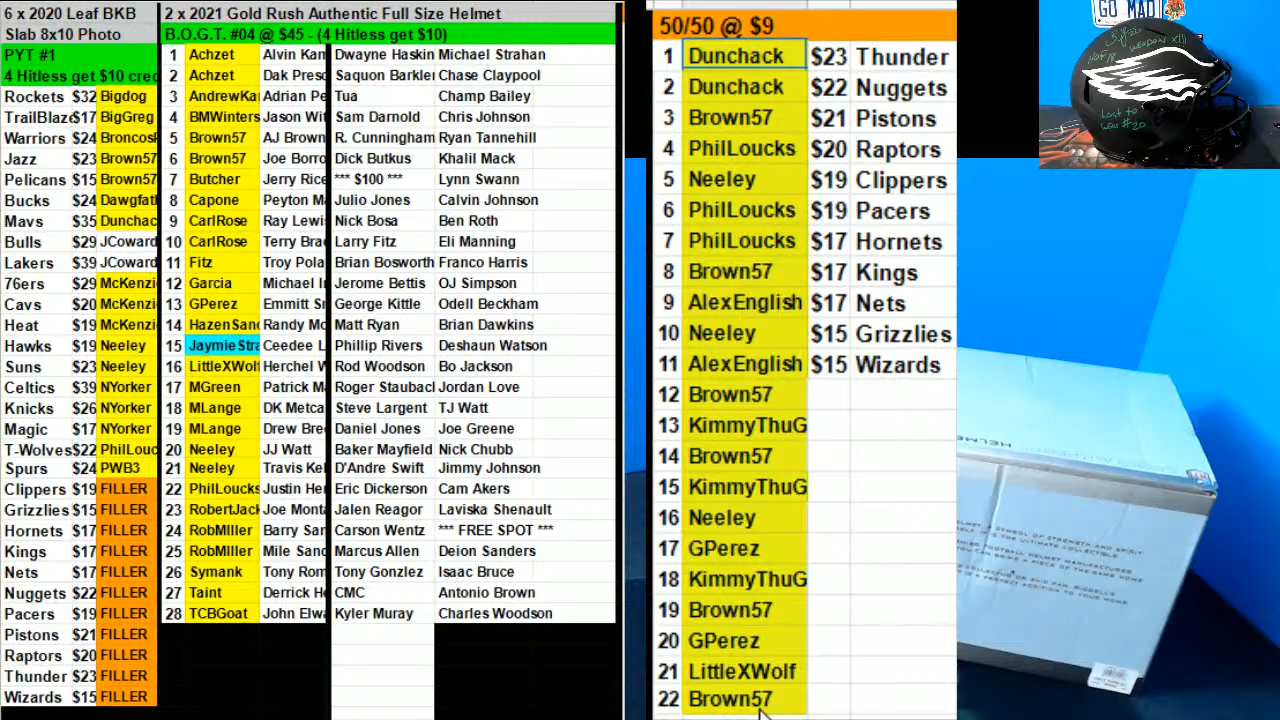 6 x 2020 Leaf BKB
Slab 8x10 Photo
PYT #1
4 Hitless get $10 cred
Rockets $32 Bigdog
TrailBlaze $17 BigGreg
Warriors $24 Broncos
Jazz $23 Brown57
Pelicans $15 Brown57
Bucks $24 Dawgfath
Mavs $35 Dunchac
Bulls $29 JCoward
Lakers $39 JCoward
76ers $29 McKenzi
Cavs $20 McKenzi
Heat $19 McKenzi
Hawks $19 Neeley
Suns $23 Neeley
Celtics $39 NYorker
Knicks $26 NYorker
Magic $17 NYorker
T-Wolves $22 PhilLouc
Spurs $24 PWB3
Clippers $19 FILLER
Grizzlies $15 FILLER
Hornets $17 FILLER
Kings $17 FILLER
Nets $17 FILLER
Nuggets $22 FILLER
Pacers $19 FILLER
Pistons $21 FILLER
Raptors $20 FILLER
Thunder $23 FILLER
Wizards $15 FILLER
2 x 2021 Gold Rush Authentic Full Size Helmet
B.O.G.T. #04 @ $45 - (4 Hitless get $10)
1 Achzet Alvin Kam Dwayne Haskin Michael Strahan
2 Achzet Dak Presc Saquon Barkley Chase Claypool
3 AndrewKa Adrian Pe Tua Champ Bailey
4 BMWinters Jason Wit Sam Darnold Chris Johnson
5 Brown57 AJ Brown R. Cunningham Ryan Tannehill
6 Brown57 Joe Borro Dick Butkus Khalil Mack
7 Butcher Jerry Rice *** $100 *** Lynn Swann
8 Capone Peyton M Julio Jones Calvin Johnson
9 CarlRose Ray Lewis Nick Bosa Ben Roth
10 CarlRose Terry Brad Larry Fitz Eli Manning
11 Fitz Troy Pola Brian Bosworth Franco Harris
12 Garcia Michael Ir Jerome Bettis OJ Simpson
13 GPerez Emmitt Sm George Kittle Odell Beckham
14 HazenSand Randy Mo Matt Ryan Brian Dawkins
15 JaymieStra Ceedee L Phillip Rivers Deshaun Watson
16 LittleXWolf Herchel W Rod Woodson Bo Jackson
17 MGreen Patrick M Roger Staubach Jordan Love
18 MLange DK Metca Steve Largent TJ Watt
19 MLange Drew Bree Daniel Jones Joe Greene
20 Neeley JJ Watt Baker Mayfield Nick Chubb
21 Neeley Travis Kel D'Andre Swift Jimmy Johnson
22 PhilLoucks Justin He Eric Dickerson Cam Akers
23 RobertJack Joe Monta Jalen Reagor Laviska Shenault
24 RobMIller Barry San Carson Wentz *** FREE SPOT ***
25 RobMIller Mile Sand Marcus Allen Deion Sanders
26 Symank Tony Rom Tony Gonzlez Isaac Bruce
27 Taint Derrick He CMC Antonio Brown
28 TCBGoat John Elwa Kyler Muray Charles Woodson
50/50 @ $9
1 Dunchack $23 Thunder
2 Dunchack $22 Nuggets
3 Brown57 $21 Pistons
4 PhilLoucks $20 Raptors
5 Neeley $19 Clippers
6 PhilLoucks $19 Pacers
7 PhilLoucks $17 Hornets
8 Brown57 $17 Kings
9 AlexEnglish $17 Nets
10 Neeley $15 Grizzlies
11 AlexEnglish $15 Wizards
12 Brown57
13 KimmyThuG
14 Brown57
15 KimmyThuG
16 Neeley
17 GPerez
18 KimmyThuG
19 Brown57
20 GPerez
21 LittleXWolf
22 Brown57
GO MAD